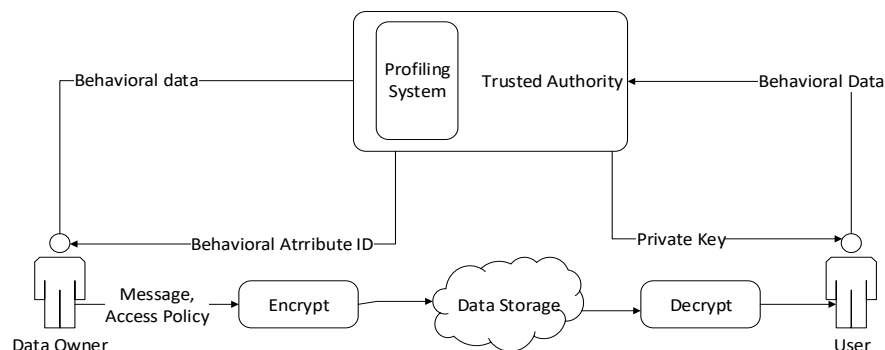 Profiling
System
Trusted Authority
Behavioral data
Behavioral Data
Behavioral Atrribute ID
Private Key
Message,
Access Policy
Encrypt
Data Storage
Decrypt
Data Owner
User